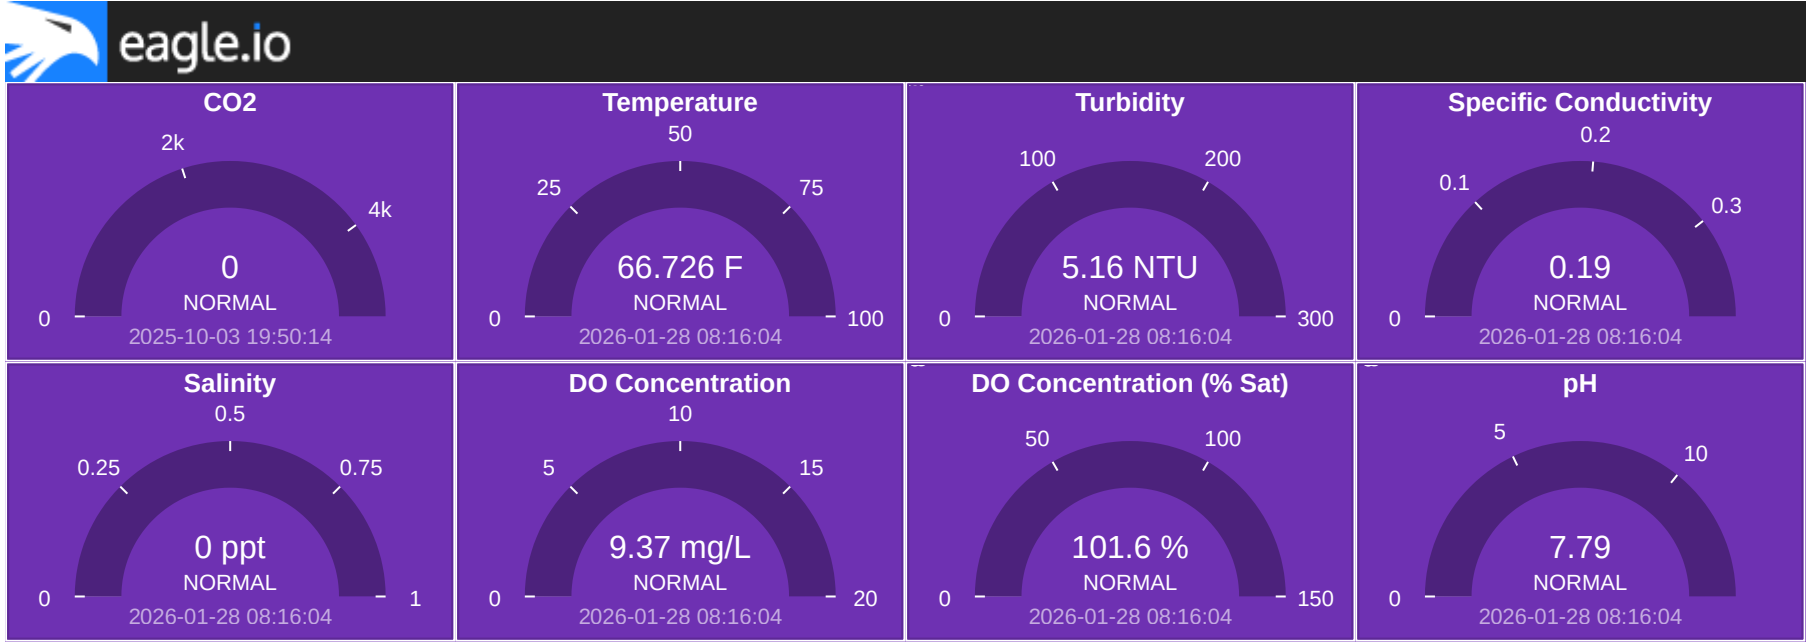 eagle.io
CO2
2k
4k
0
0
NORMAL
2025-10-03 19:50:14
Temperature
50
25
75
66.726 F
NORMAL
0
100
2026-01-28 08:16:04
Turbidity
100
200
5.16 NTU
NORMAL
0
300
2026-01-28 08:16:04
Specific Conductivity
0.2
0.1
0.3
0.19
NORMAL
0
2026-01-28 08:16:04
Salinity
0.5
0.25
0.75
0 ppt
NORMAL
0
1
2026-01-28 08:16:04
DO Concentration
10
5
15
9.37 mg/L
NORMAL
0
20
2026-01-28 08:16:04
DO Concentration (% Sat)
50
100
101.6 %
NORMAL
0
150
2026-01-28 08:16:04
pH
5
10
7.79
NORMAL
0
2026-01-28 08:16:04